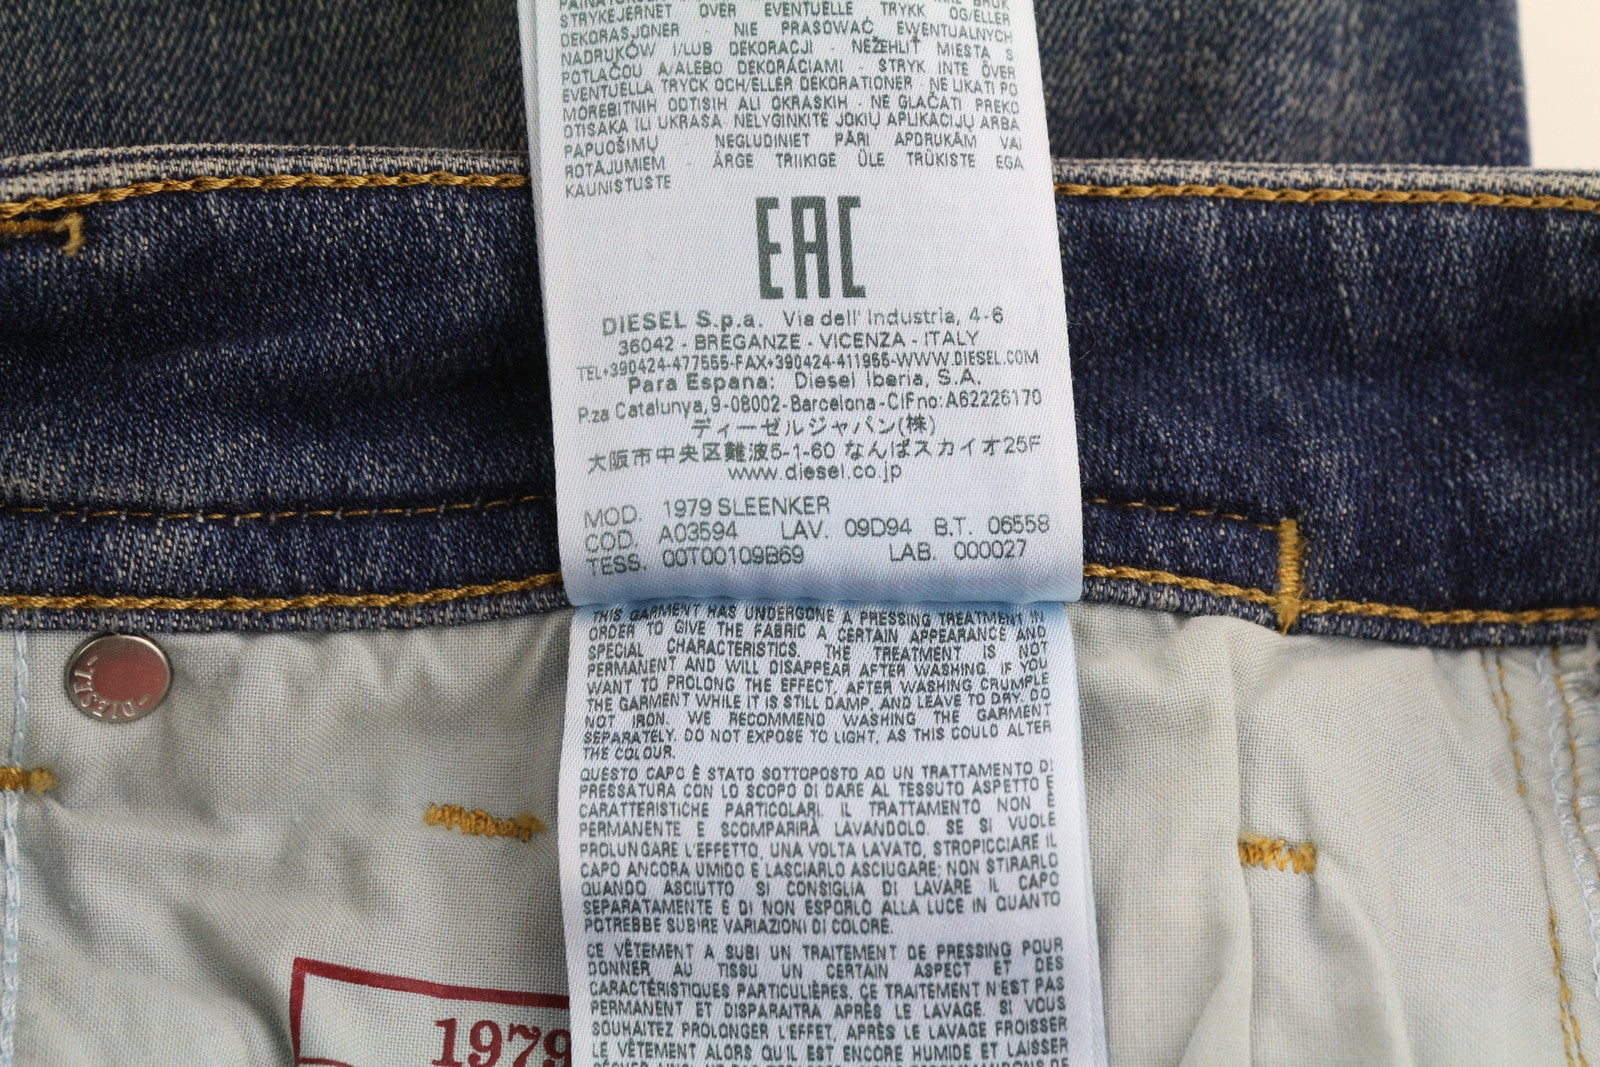 STRYKEJERNET OVER EVENTUELLE TRYKK OG/ELLER
DEKORASJONER - NIE PRASOWAĆ EWENTUALNYCH
NADRUKÓW I/LUB DEKORACJI - NEŽEHLIŤ MIESTA S
POTLAČOU A/ALEBO DEKORÁCIAMI - STRYK INTE ÖVER
EVENTUELLA TRYCK OCH/ELLER DEKORATIONER NE LIKATI PO
MOREBITNIH ODTISIH ALI OKRASKIH - NE GLAČATI PREKO
OTISAKA ILI UKRASA NELYGINKITE JOKIŲ APLIKACIJŲ ARBA
PAPUOŠIMŲ NEGLUDINIET PĀRI APDRUKĀM VAI
ROTĀJUMIEM - ÄRGE TRIIKIGE ÜLE TRÜKISTE EGA
KAUNISTUSTE
EAC
DIESEL S.p.a. Via dell' Industria, 4-6
36042 - BREGANZE - VICENZA - ITALY
TEL+390424-477555-FAX+390424-411955-WWW.DIESEL.COM
Para Espana: Diesel Iberia, S.A.
P.za Catalunya,9-08002-Barcelona-CIFno:A62226170
ディーゼルジャパン(株)
大阪市中央区難波5-1-60 なんばスカイオ25F
www.diesel.co.jp
MOD. 1979 SLEENKER
COD. A03594 LAV. 09D94 B.T. 06558
TESS. 00T00109B69 LAB. 000027
THIS GARMENT HAS UNDERGONE A PRESSING TREATMENT IN
ORDER TO GIVE THE FABRIC A CERTAIN APPEARANCE AND
SPECIAL CHARACTERISTICS. THE TREATMENT IS NOT
PERMANENT AND WILL DISAPPEAR AFTER WASHING. IF YOU
WANT TO PROLONG THE EFFECT, AFTER WASHING CRUMPLE
THE GARMENT WHILE IT IS STILL DAMP, AND LEAVE TO DRY. DO
NOT IRON. WE RECOMMEND WASHING THE GARMENT
SEPARATELY. DO NOT EXPOSE TO LIGHT, AS THIS COULD ALTER
THE COLOUR.
QUESTO CAPO È STATO SOTTOPOSTO AD UN TRATTAMENTO DI
PRESSATURA CON LO SCOPO DI DARE AL TESSUTO ASPETTO E
CARATTERISTICHE PARTICOLARI. IL TRATTAMENTO NON È
PERMANENTE E SCOMPARIRÀ LAVANDOLO. SE SI VUOLE
PROLUNGARE L'EFFETTO, UNA VOLTA LAVATO, STROPICCIARE IL
CAPO ANCORA UMIDO E LASCIARLO ASCIUGARE; NON STIRARLO
QUANDO ASCIUTTO SI CONSIGLIA DI LAVARE IL CAPO
SEPARATAMENTE E DI NON ESPORLO ALLA LUCE IN QUANTO
POTREBBE SUBIRE VARIAZIONI DI COLORE.
CE VÊTEMENT A SUBI UN TRAITEMENT DE PRESSING POUR
DONNER AU TISSU UN CERTAIN ASPECT ET DES
CARACTÉRISTIQUES PARTICULIÈRES. CE TRAITEMENT N'EST PAS
PERMANENT ET DISPARAITRA APRÈS LE LAVAGE. SI VOUS
SOUHAITEZ PROLONGER L'EFFET, APRÈS LE LAVAGE FROISSER
LE VÊTEMENT ALORS QU'IL EST ENCORE HUMIDE ET LAISSER
DIESEL
1979